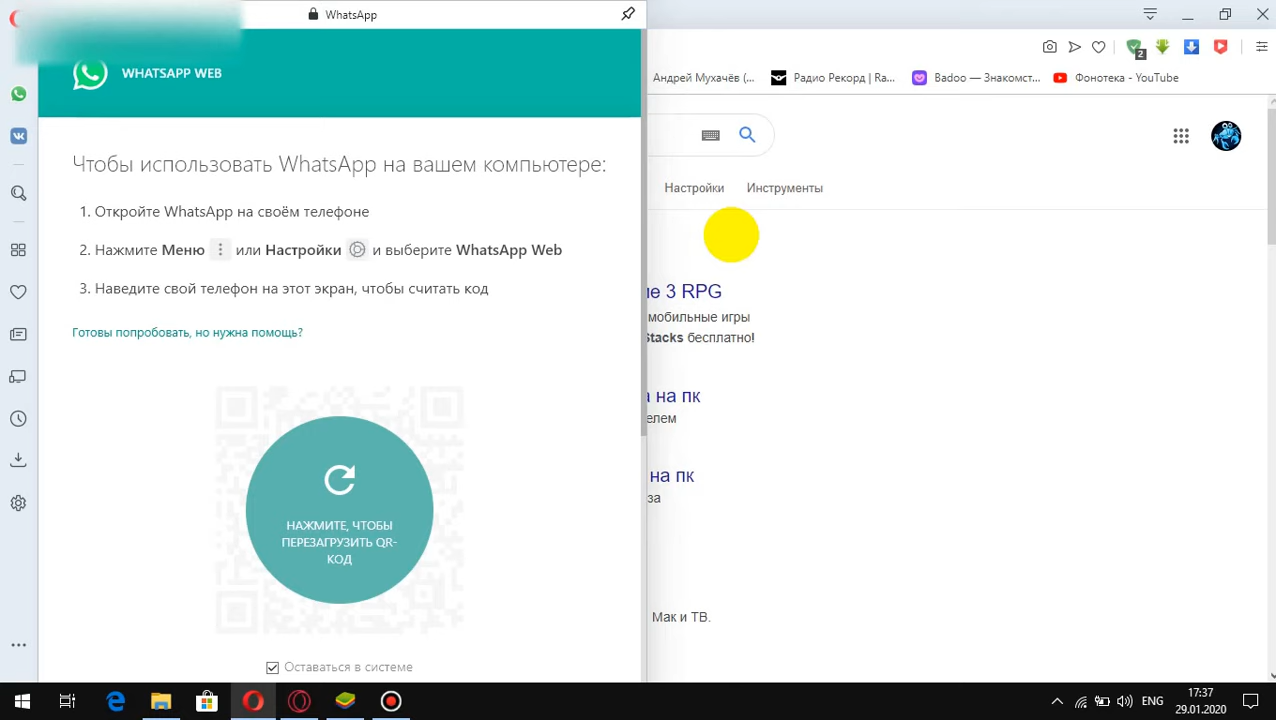 WhatsApp
WHATSAPP WEB
Чтобы использовать WhatsApp на вашем компьютере:
1. Откройте WhatsApp на своём телефоне
2. Нажмите Меню или Настройки и выберите WhatsApp Web
3. Наведите свой телефон на этот экран, чтобы считать код
Готовы попробовать, но нужна помощь?
НАЖМИТЕ, ЧТОБЫ
ПЕРЕЗАГРУЗИТЬ QR-
КОД
Оставаться в системе
2
Андрей Мухачёв (...
Радио Рекорд | Ra...
Badoo — Знакомст...
Фонотека - YouTube
Настройки
Инструменты
ие 3 RPG
мобильные игры
Stacks бесплатно!
а на пк
елем
на пк
за
Мак и ТВ.
ENG
17:37
29.01.2020